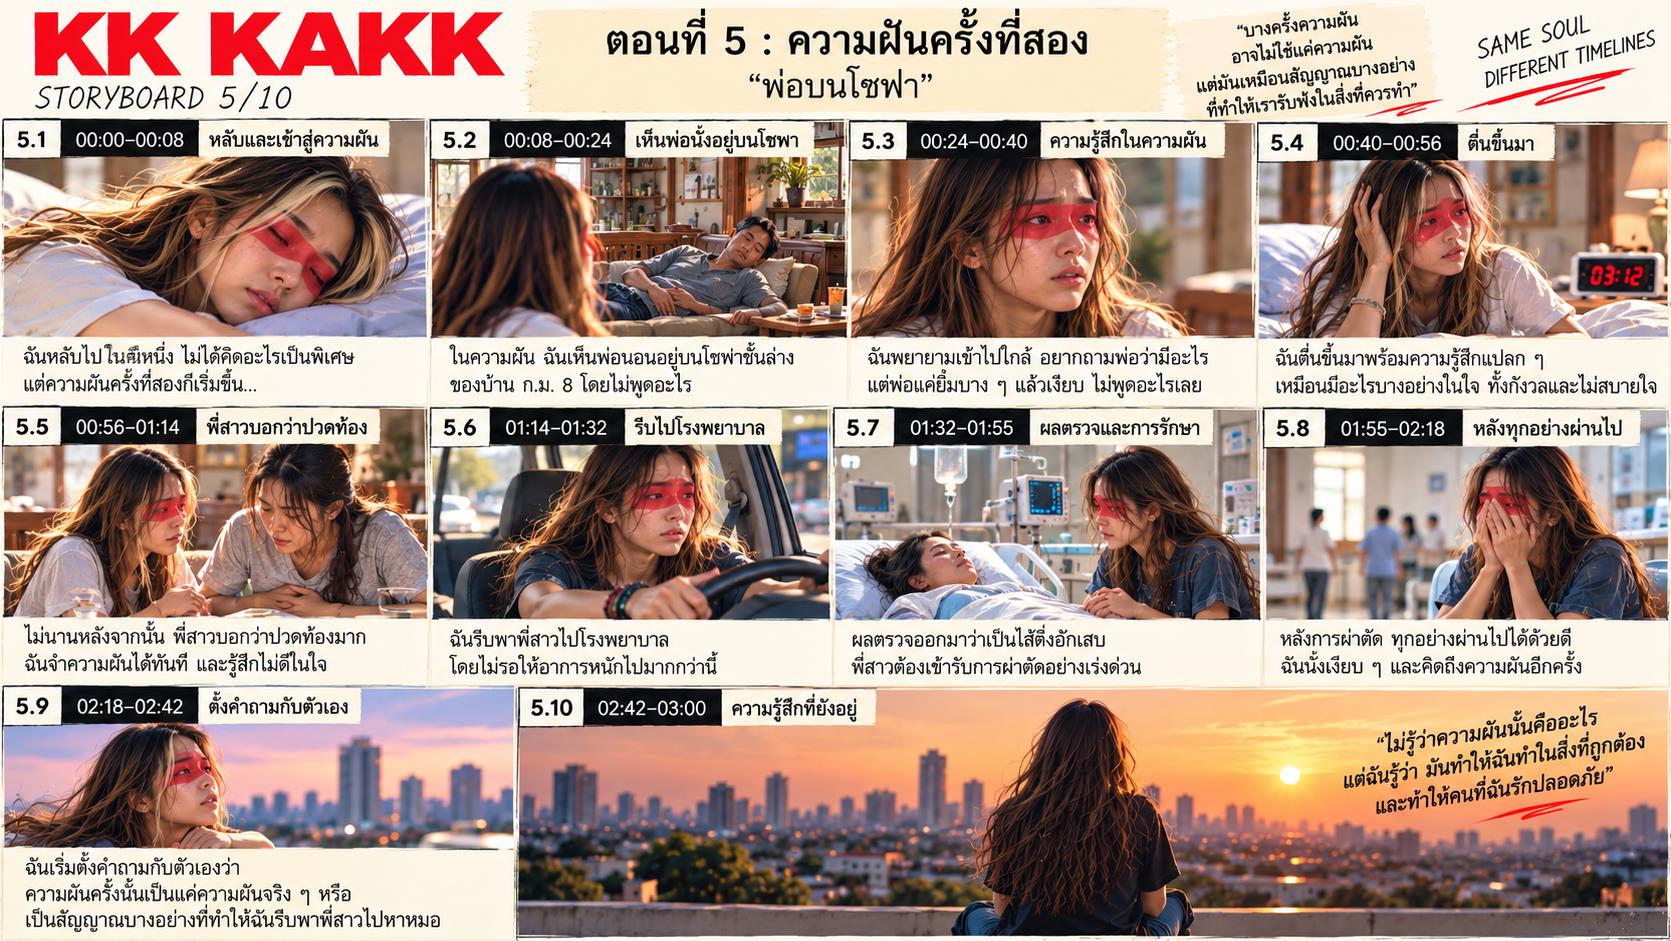 KK KAKK
STORYBOARD 5/10
ตอนที่ 5 : ความฝันครั้งที่สอง
“พ่อบนโซฟา”
“บางครั้งความฝัน
อาจไม่ใช้แค่ความฝัน
แต่มันเหมือนสัญญาณบางอย่าง
ที่ทำให้เรารับฟังในสิ่งที่ควรทำ”
SAME SOUL
DIFFERENT TIMELINES
5.1 00:00–00:08 หลับและเข้าสู่ความฝัน
ฉันหลับไป ไม่ได้คิดอะไรเป็นพิเศษ
แต่ความฝันครั้งที่สองก็เริ่มขึ้น...
5.2 00:08–00:24 เห็นพ่อนั่งอยู่บนโซฟา
ในความฝัน ฉันเห็นพ่อนอนอยู่บนโซฟาชั้นล่าง
ของบ้าน ก.ม. 8 โดยไม่พูดอะไร
5.3 00:24–00:40 ความรู้สึกในความฝัน
ฉันพยายามเข้าไปใกล้ อยากถามพ่อว่ามีอะไร
แต่พ่อแค่ยิ้มบาง ๆ แล้วเงียบ ไม่พูดอะไรเลย
5.4 00:40–00:56 ตื่นขึ้นมา
03:12
ฉันตื่นขึ้นมาพร้อมความรู้สึกแปลก ๆ
เหมือนมีอะไรบางอย่างในใจ ทั้งกังวลและไม่สบายใจ
5.5 00:56–01:14 พี่สาวบอกว่าปวดท้อง
ไม่นานหลังจากนั้น พี่สาวบอกว่าปวดท้องมาก
ฉันจำความฝันได้ทันที และรู้สึกไม่ดีในใจ
5.6 01:14–01:32 รีบไปโรงพยาบาล
ฉันรีบพาพี่สาวไปโรงพยาบาล
โดยไม่รอให้อาการหนักไปมากกว่านี้
5.7 01:32–01:55 ผลตรวจและการรักษา
ผลตรวจออกมาว่าเป็นไส้ติ่งอักเสบ
พี่สาวต้องเข้ารับการผ่าตัดอย่างเร่งด่วน
5.8 01:55–02:18 หลังทุกอย่างผ่านไป
หลังการผ่าตัด ทุกอย่างผ่านไปได้ด้วยดี
ฉันนั่งเงียบ ๆ และคิดถึงความฝันอีกครั้ง
5.9 02:18–02:42 ตั้งคำถามกับตัวเอง
ฉันเริ่มตั้งคำถามกับตัวเองว่า
ความฝันครั้งนั้นเป็นแค่ความฝันจริง ๆ หรือ
เป็นสัญญาณบางอย่างที่ทำให้ฉันรีบพาพี่สาวไปหาหมอ
5.10 02:42–03:00 ความรู้สึกที่ยังอยู่
“ไม่รู้ว่าความฝันนั้นคืออะไร
แต่ฉันรู้ว่า มันทำให้ฉันทำในสิ่งที่ถูกต้อง
และทำให้คนที่ฉันรักปลอดภัย”